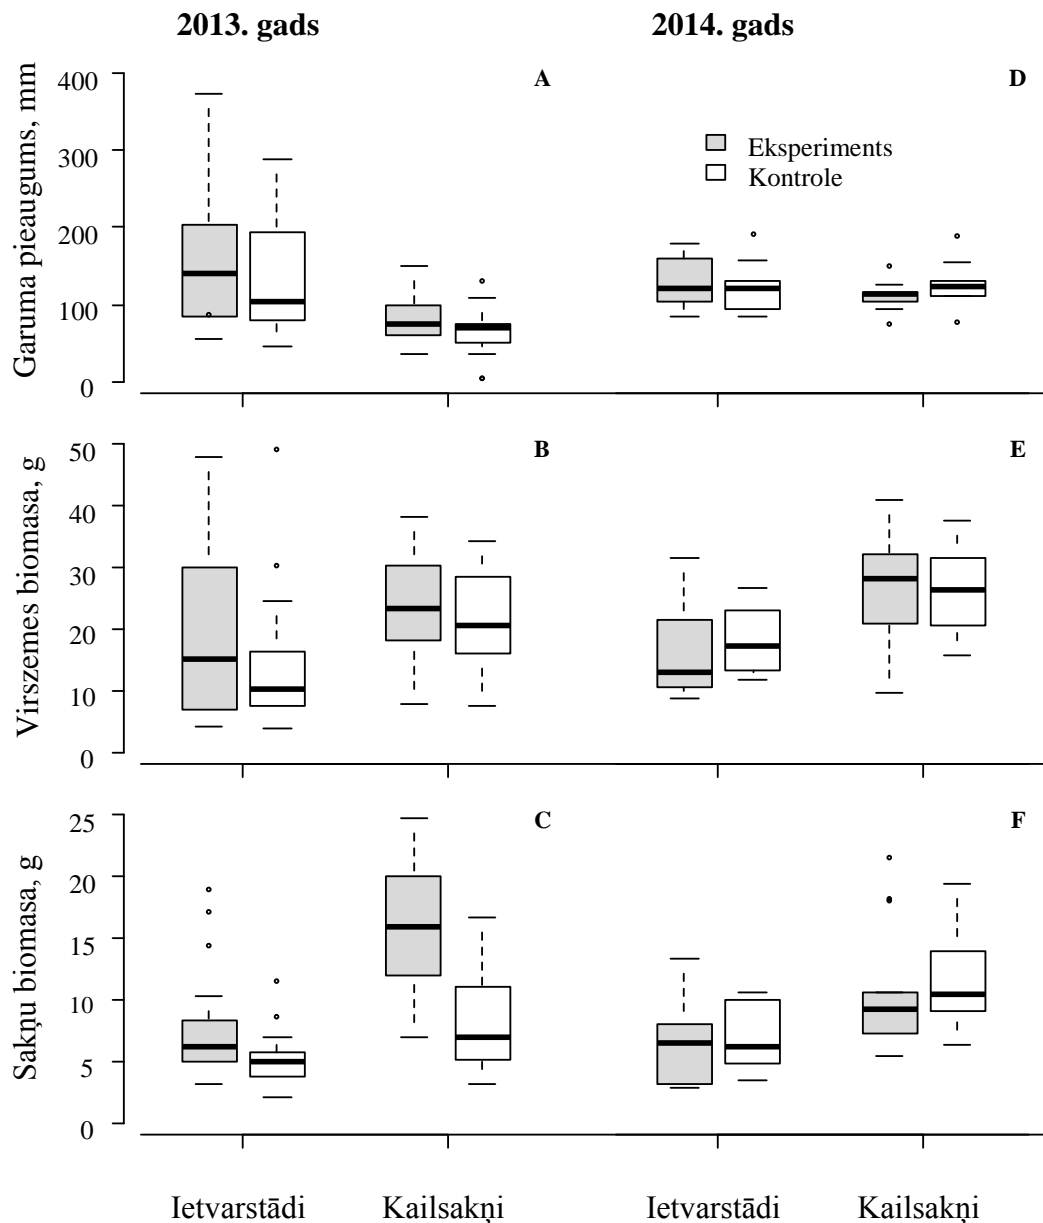 2013. gads
2014. gads
Garuma pieaugums, mm
400
300
200
100
0
A
D
Eksperiments
Kontrole
Virszemes biomasa, g
50
40
30
20
10
0
B
E
Sakņu biomasa, g
25
20
15
10
5
0
C
F
Ietvarstādi
Kailsakņi
Ietvarstādi
Kailsakņi